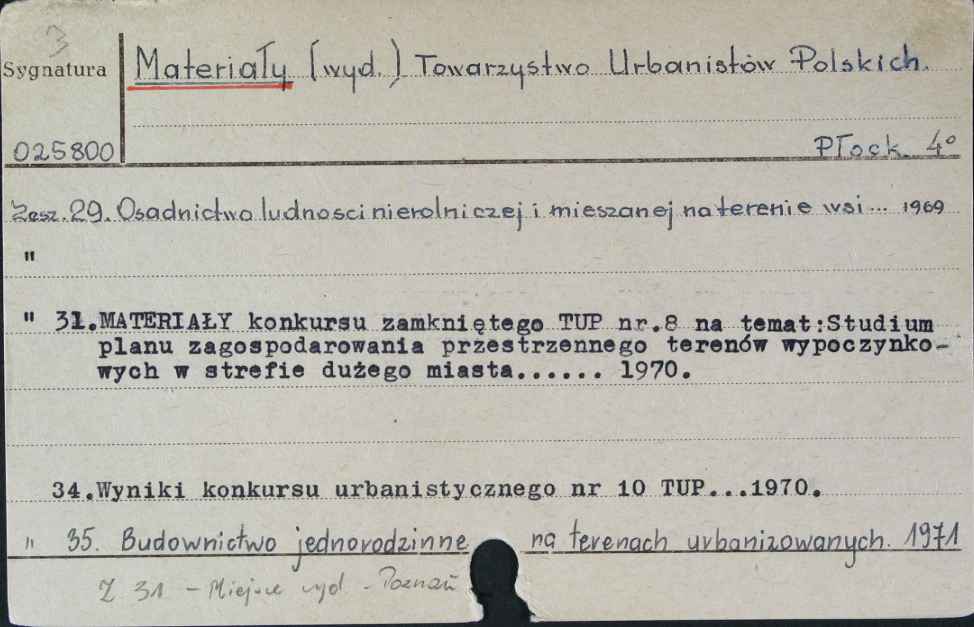 3
Sygnatura
Materiały (wyd.) Towarzystwo Urbanistów Polskich.
025800
Płock. 4°
Zesz. 29. Osadnictwo ludności nierolniczej i mieszanej na terenie wsi... 1969
"
" 31.MATERIAŁY konkursu zamkniętego TUP nr.8 na temat:Studium
planu zagospodarowania przestrzennego terenów wypoczynko-
wych w strefie dużego miasta...... 1970.
34.Wyniki konkursu urbanistycznego nr 10 TUP...1970.
" 35. Budownictwo jednorodzinne na terenach urbanizowanych. 1971
Z 31 - Miejsce wyd - Poznań